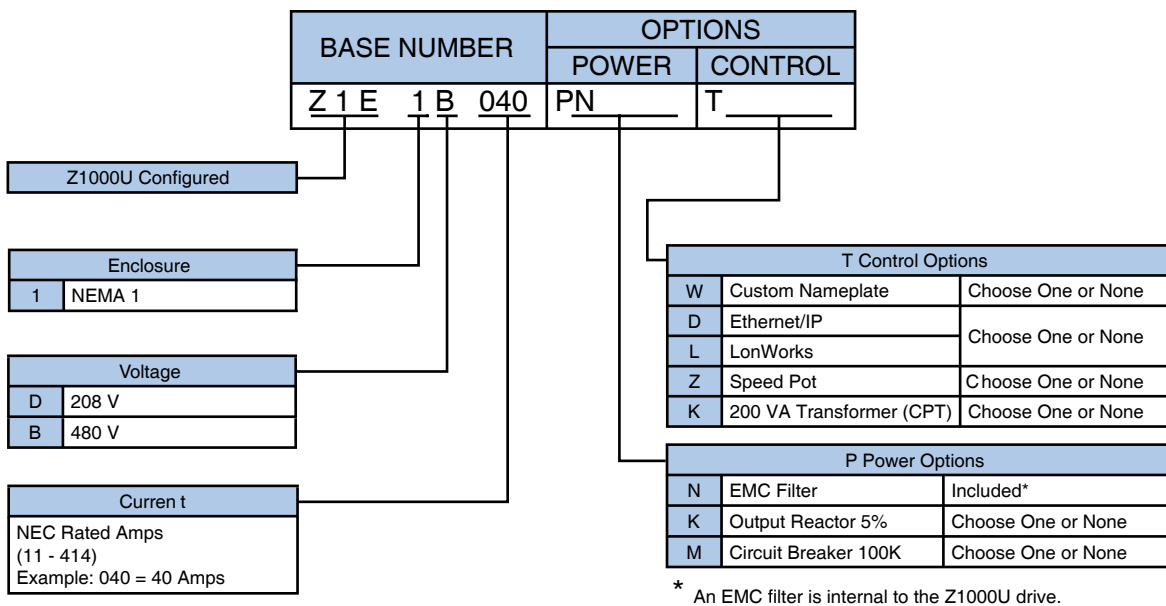 BASE NUMBER
OPTIONS
POWER CONTROL
Z 1 E 1 B 040 PN T
Z1000U Configured
Enclosure
1 NEMA 1
Voltage
D 208 V
B 480 V
Curren t
NEC Rated Amps
(11 - 414)
Example: 040 = 40 Amps
T Control Options
W Custom Nameplate Choose One or None
D Ethernet/IP Choose One or None
L LonWorks
Z Speed Pot Choose One or None
K 200 VA Transformer (CPT) Choose One or None
P Power Options
N EMC Filter Included*
K Output Reactor 5% Choose One or None
M Circuit Breaker 100K Choose One or None
* An EMC filter is internal to the Z1000U drive.